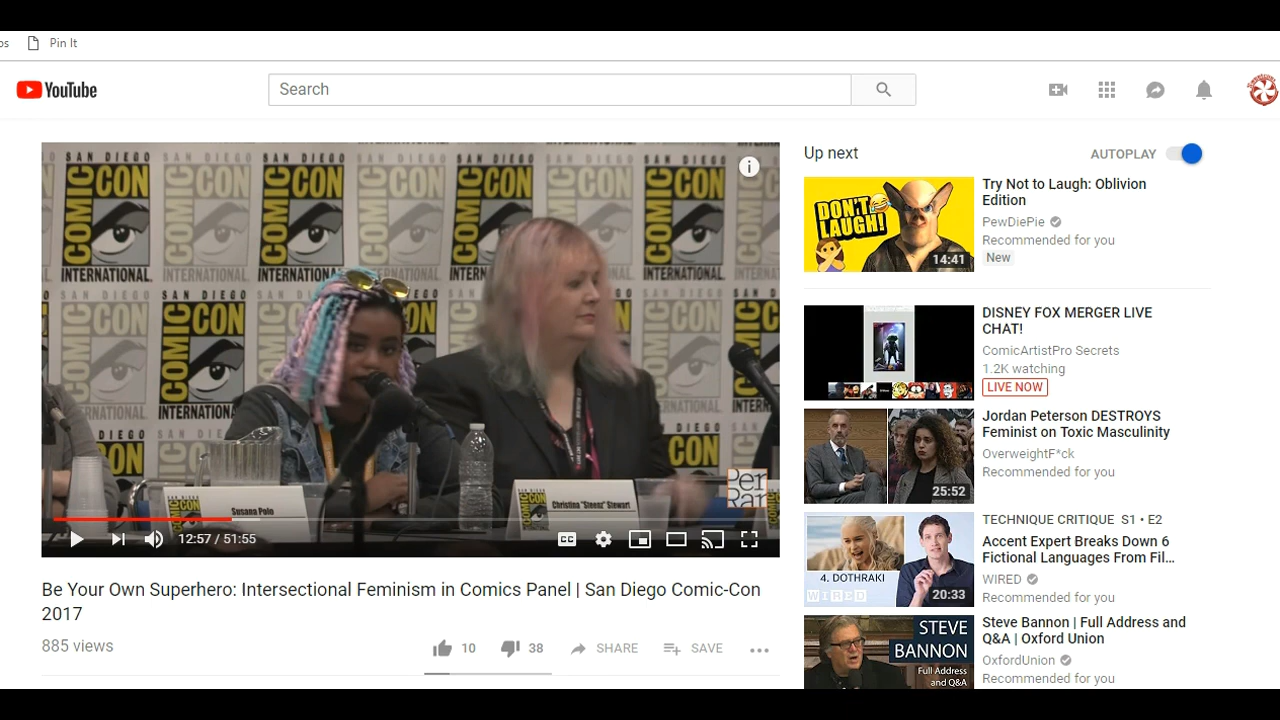 os
Pin It
YouTube
Search
SAN DIEGO
COMIC CON
INTERNATIONAL
Susana Polo
Christina "Steenz" Stewart
12:57 / 51:55
CC
Be Your Own Superhero: Intersectional Feminism in Comics Panel | San Diego Comic-Con
2017
885 views
10
38
SHARE
SAVE
Up next
AUTOPLAY
DON'T
LAUGH!
14:41
Try Not to Laugh: Oblivion
Edition
PewDiePie
Recommended for you
New
DISNEY FOX MERGER LIVE
CHAT!
ComicArtistPro Secrets
1.2K watching
LIVE NOW
25:52
Jordan Peterson DESTROYS
Feminist on Toxic Masculinity
OverweightF*ck
Recommended for you
4. DOTHRAKI
WIRED
20:33
TECHNIQUE CRITIQUE S1 • E2
Accent Expert Breaks Down 6
Fictional Languages From Fil...
WIRED
Recommended for you
STEVE
BANNON
Full Address
and Q&A
Steve Bannon | Full Address and
Q&A | Oxford Union
OxfordUnion
Recommended for you